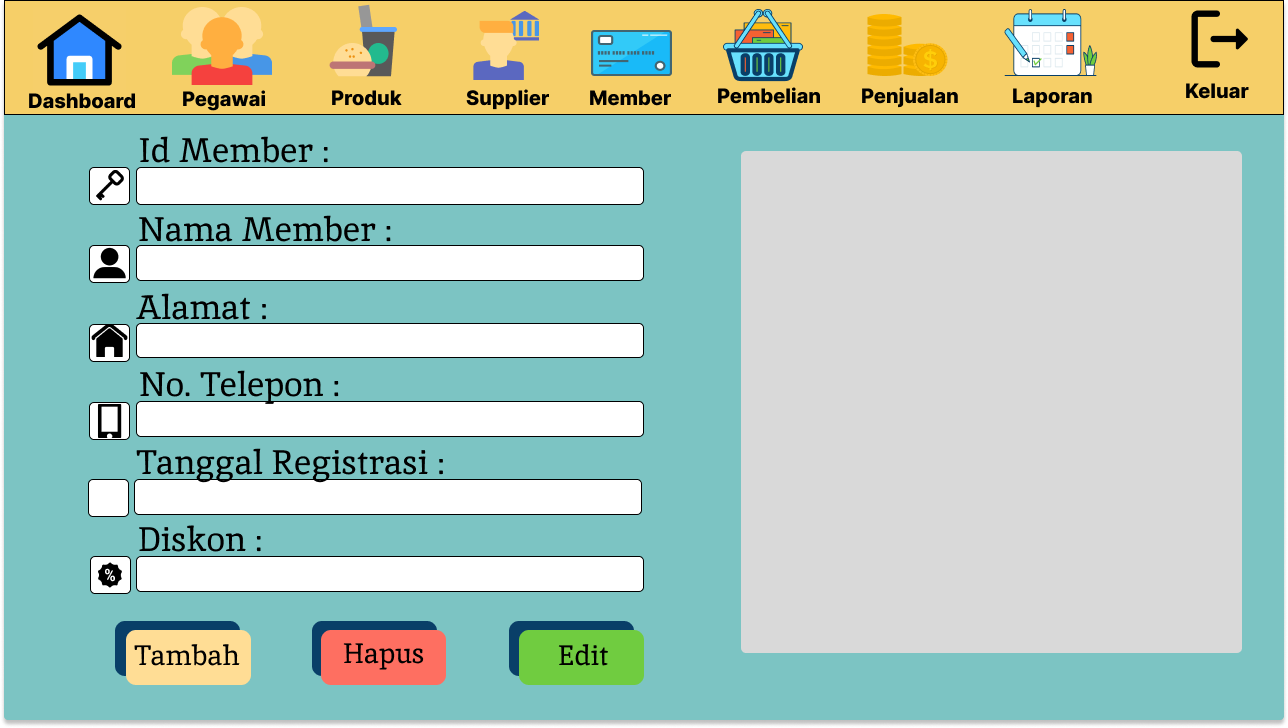 Dashboard
Pegawai
Produk
Supplier
Member
Pembelian
Penjualan
Laporan
Keluar
Id Member :
Nama Member :
Alamat :
No. Telepon :
Tanggal Registrasi :
Diskon :
%
Tambah
Hapus
Edit